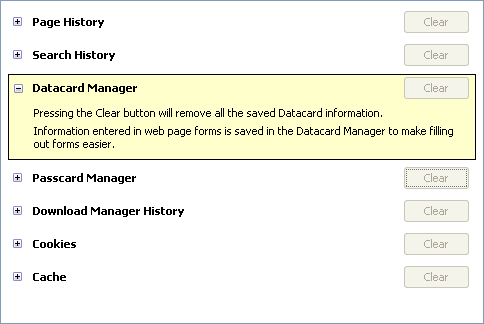 Page History Clear
Search History Clear
Datacard Manager Clear
Pressing the Clear button will remove all the saved Datacard information.
Information entered in web page forms is saved in the Datacard Manager to make filling
out forms easier.
Passcard Manager Clear
Download Manager History Clear
Cookies Clear
Cache Clear